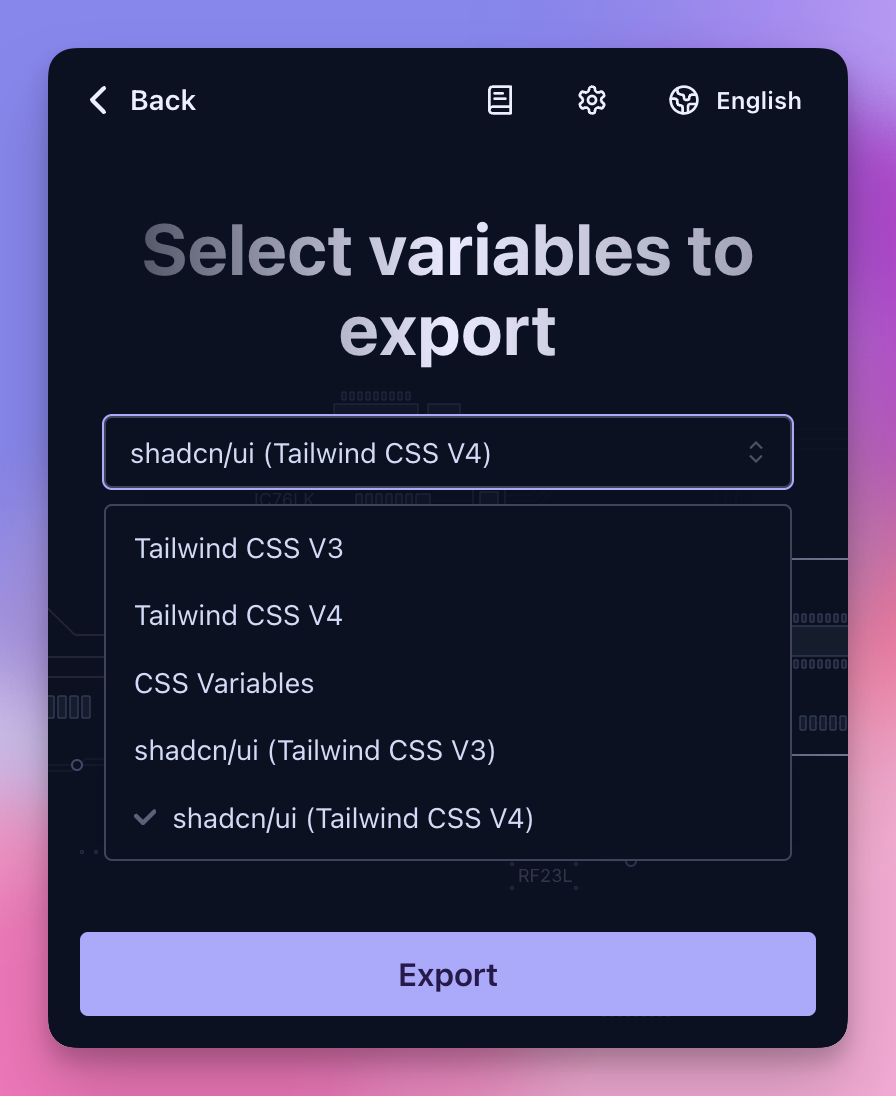 Back
English
Select variables to
export
shadcn/ui (Tailwind CSS V4)
IC76LK
Tailwind CSS V3
Tailwind CSS V4
CSS Variables
shadcn/ui (Tailwind CSS V3)
shadcn/ui (Tailwind CSS V4)
RF23L
Export